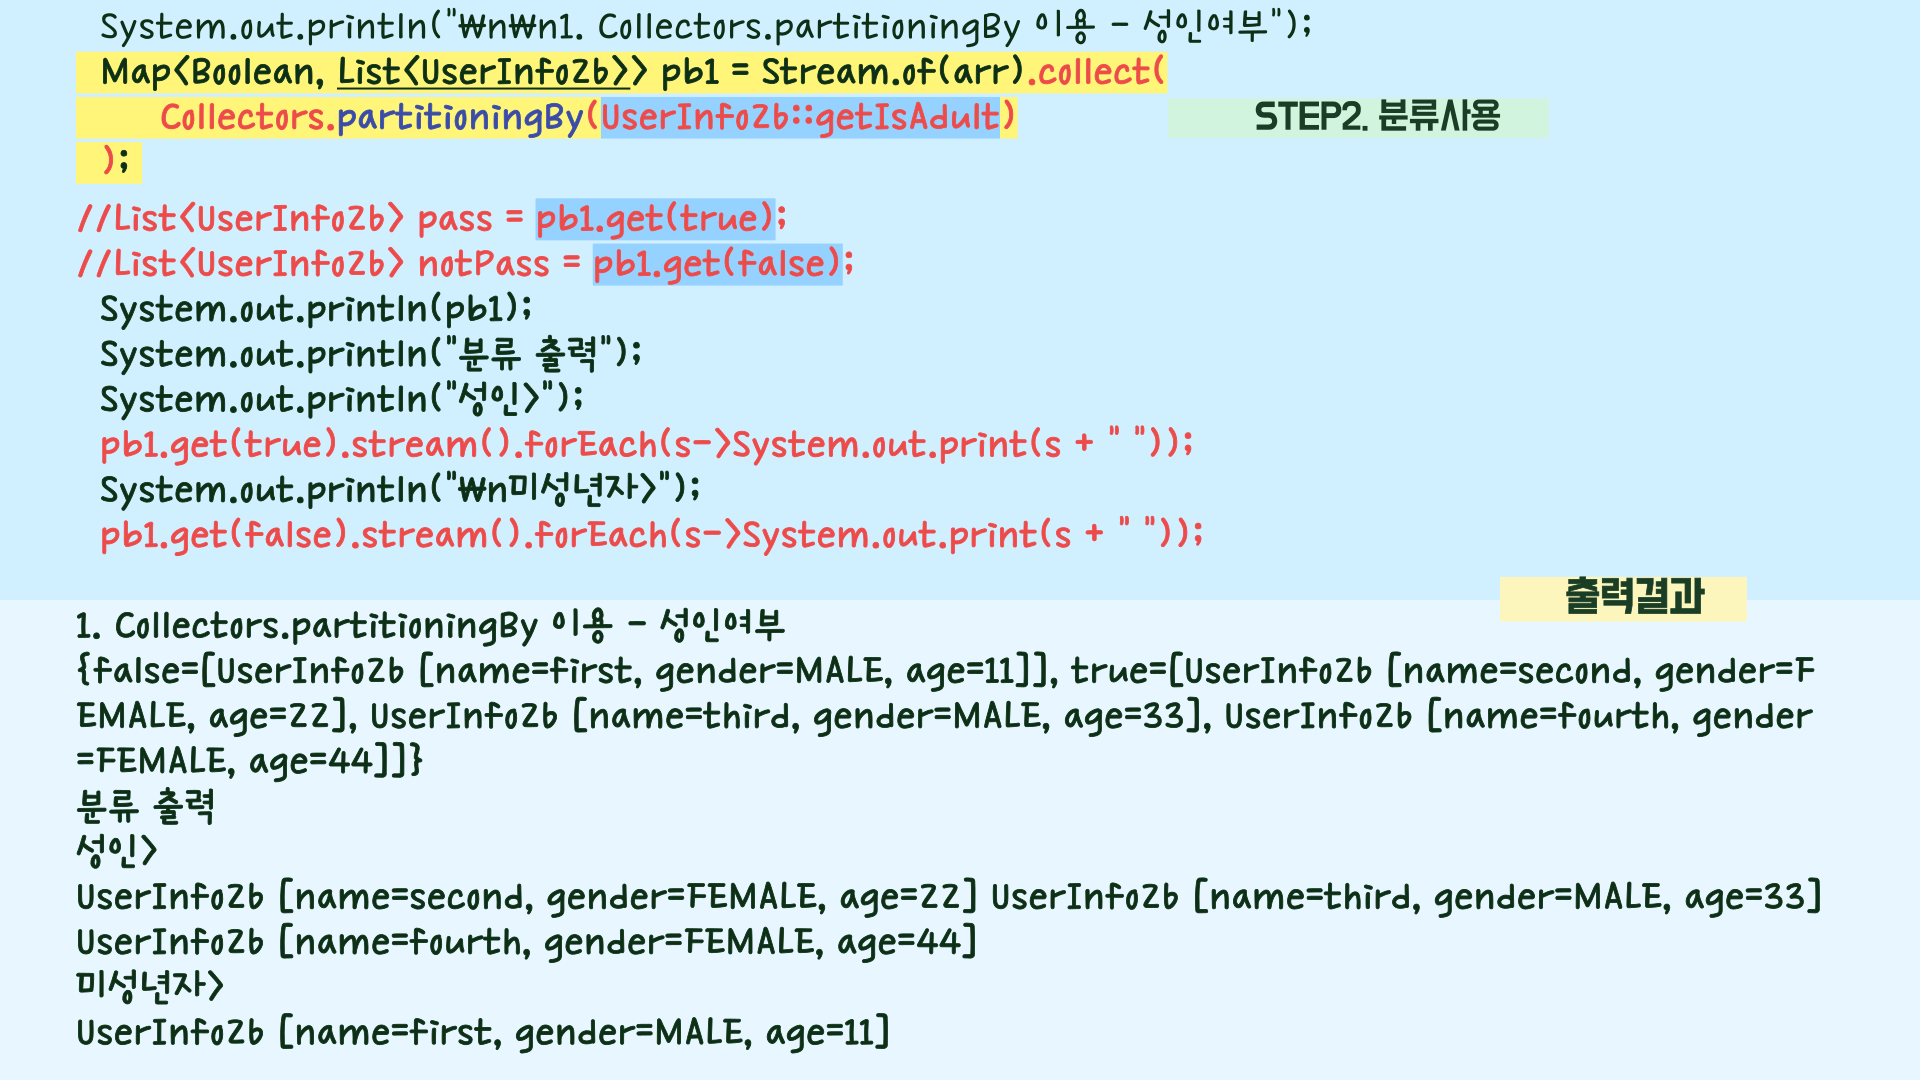 System.out.println("₩n₩n1. Collectors.partitioningBy 이용 - 성인여부");
Map<Boolean, List<UserInfo2b>> pb1 = Stream.of(arr).collect(
Collectors.partitioningBy(UserInfo2b::getIsAdult)
STEP2. 분류사용
);
//List<UserInfo2b> pass = pb1.get(true);
//List<UserInfo2b> notPass = pb1.get(false);
System.out.println(pb1);
System.out.println("분류 출력");
System.out.println("성인>");
pb1.get(true).stream().forEach(s->System.out.print(s + " "));
System.out.println("₩n미성년자>");
pb1.get(false).stream().forEach(s->System.out.print(s + " "));
출력결과
1. Collectors.partitioningBy 이용 - 성인여부
{false=[UserInfo2b [name=first, gender=MALE, age=11]], true=[UserInfo2b [name=second, gender=F
EMALE, age=22], UserInfo2b [name=third, gender=MALE, age=33], UserInfo2b [name=fourth, gender
=FEMALE, age=44]]}
분류 출력
성인>
UserInfo2b [name=second, gender=FEMALE, age=22] UserInfo2b [name=third, gender=MALE, age=33]
UserInfo2b [name=fourth, gender=FEMALE, age=44]
미성년자>
UserInfo2b [name=first, gender=MALE, age=11]